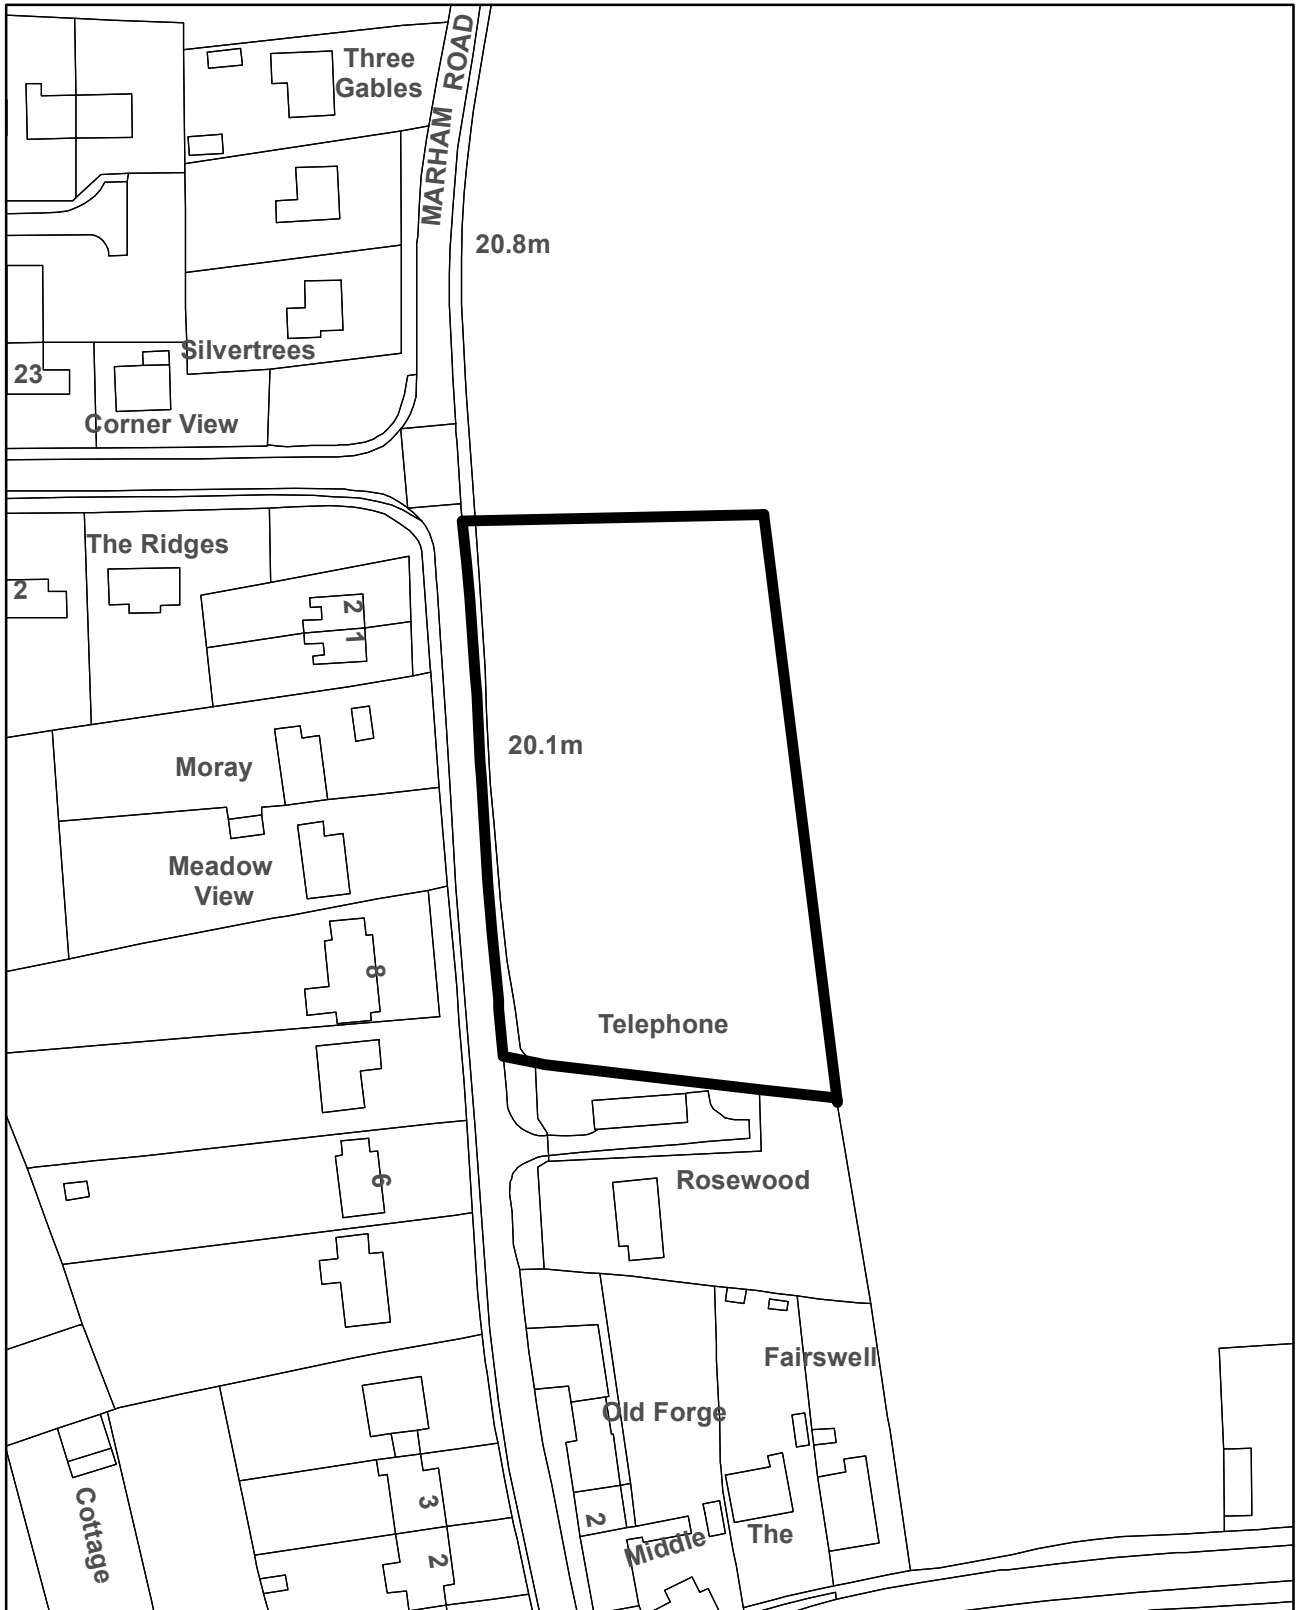 Three
Gables
MARHAM ROAD
20.8m
Silvertrees
23
Corner View
The Ridges
2
2
1
20.1m
Moray
Meadow
View
8
Telephone
6
Rosewood
Fairswell
Old Forge
Cottage
3
2
Middle
The
2